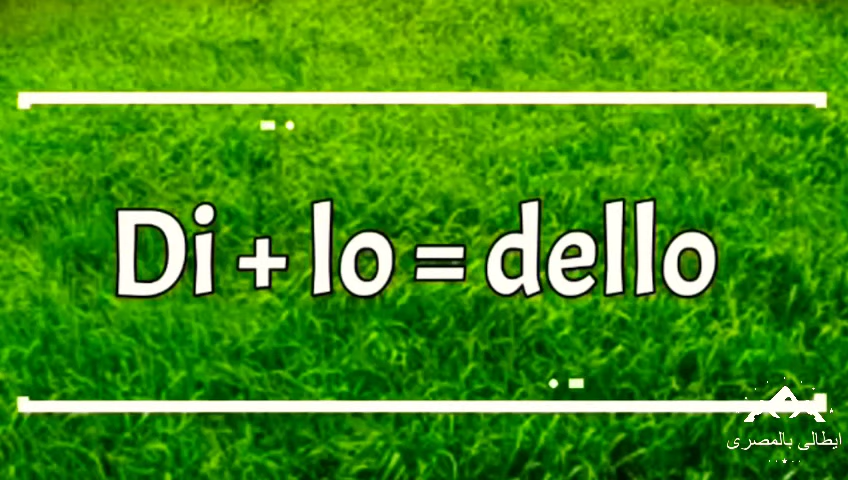 Di + lo = dello
ايطالى بالمصرى